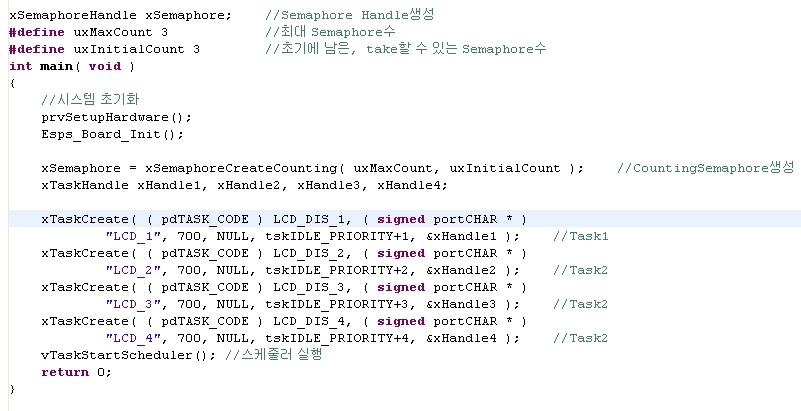 xSemaphoreHandle xSemaphore;    //Semaphore Handle생성
#define uxMaxCount 3            //최대 Semaphore수
#define uxInitialCount 3        //초기에 남은, take할 수 있는 Semaphore수
int main( void )
{
    //시스템 초기화
    prvSetupHardware();
    Esps_Board_Init();
    xSemaphore = xSemaphoreCreateCounting( uxMaxCount, uxInitialCount );    //CountingSemaphore생성
    xTaskHandle xHandle1, xHandle2, xHandle3, xHandle4;
    xTaskCreate( ( pdTASK_CODE ) LCD_DIS_1, ( signed portCHAR * )
            "LCD_1", 700, NULL, tskIDLE_PRIORITY+1, &xHandle1 );    //Task1
    xTaskCreate( ( pdTASK_CODE ) LCD_DIS_2, ( signed portCHAR * )
            "LCD_2", 700, NULL, tskIDLE_PRIORITY+2, &xHandle2 );    //Task2
    xTaskCreate( ( pdTASK_CODE ) LCD_DIS_3, ( signed portCHAR * )
            "LCD_3", 700, NULL, tskIDLE_PRIORITY+3, &xHandle3 );    //Task2
    xTaskCreate( ( pdTASK_CODE ) LCD_DIS_4, ( signed portCHAR * )
            "LCD_4", 700, NULL, tskIDLE_PRIORITY+4, &xHandle4 );    //Task2
    vTaskStartScheduler(); //스케줄러 실행
    return 0;
}